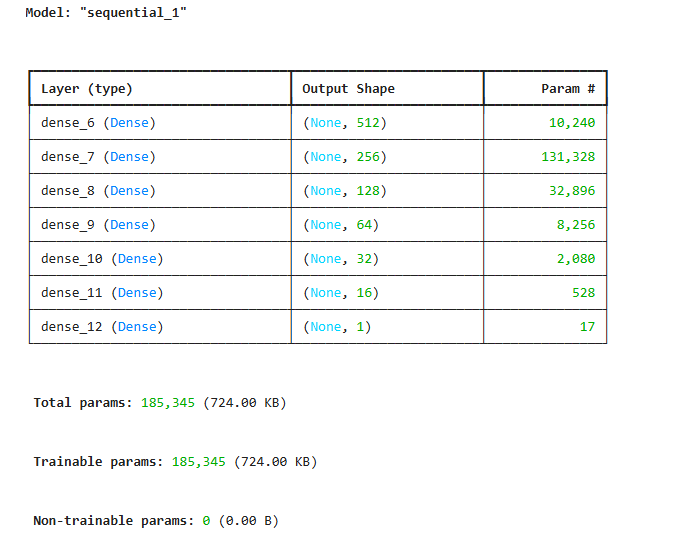 Model: "sequential_1"
Layer (type) Output Shape Param #
dense_6 (Dense) (None, 512) 10,240
dense_7 (Dense) (None, 256) 131,328
dense_8 (Dense) (None, 128) 32,896
dense_9 (Dense) (None, 64) 8,256
dense_10 (Dense) (None, 32) 2,080
dense_11 (Dense) (None, 16) 528
dense_12 (Dense) (None, 1) 17
Total params: 185,345 (724.00 KB)
Trainable params: 185,345 (724.00 KB)
Non-trainable params: 0 (0.00 B)